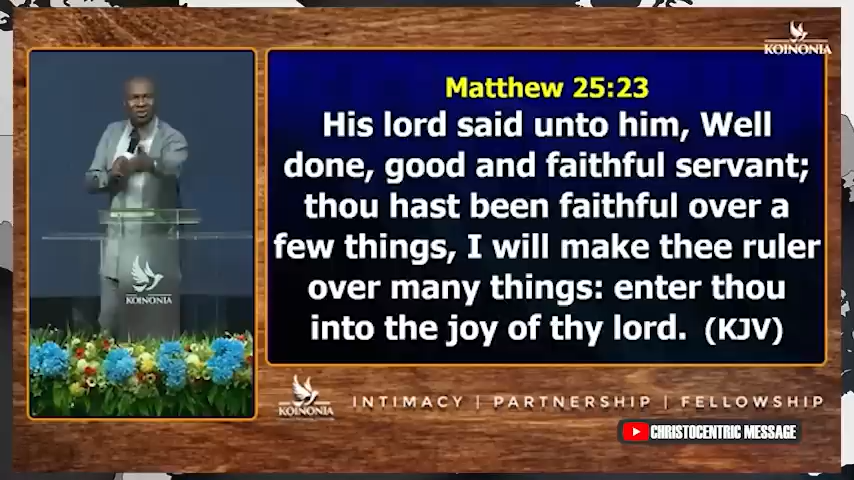 KOINONIA
Matthew 25:23
His lord said unto him, Well
done, good and faithful servant;
thou hast been faithful over a
few things, I will make thee ruler
over many things: enter thou
into the joy of thy lord. (KJV)
KOINONIA
KOINONIA
INTIMACY | PARTNERSHIP | FELLOWSHIP
CHRISTOCENTRIC MESSAGE